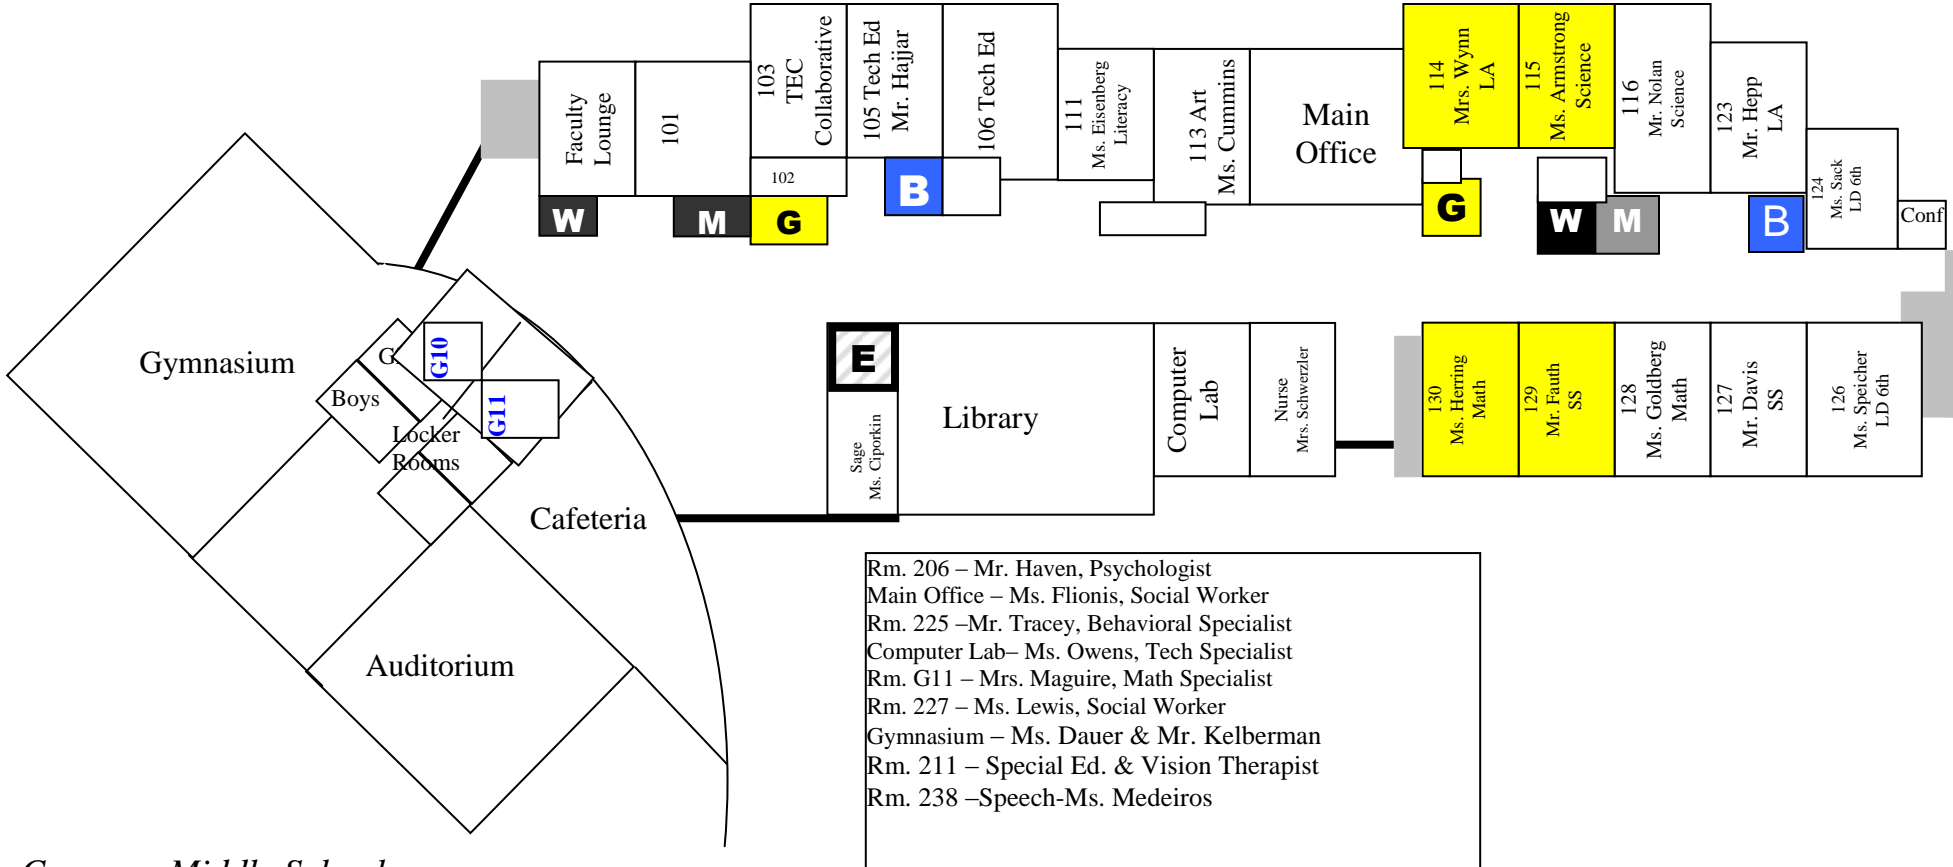 Faculty
Lounge
101
103
TEC
Collaborative
102
105 Tech Ed
Mr. Hajjar
106 Tech Ed
111
Ms. Eisenberg
Literacy
113 Art
Ms. Cummins
Main
Office
114
Mrs. Wynn
LA
115
Ms. Armstrong
Science
116
Mr. Nolan
Science
123
Mr. Hepp
LA
124
Ms. Sack
LD 6th
Conf
W
M
G
B
G
W
M
B
Gymnasium
G
G10
G11
Boys
Locker
Rooms
Cafeteria
Auditorium
E
Sage
Ms. Ciporkin
Library
Computer
Lab
Nurse
Mrs. Schwerzler
130
Ms. Herring
Math
129
Mr. Fauth
SS
128
Ms. Goldberg
Math
127
Mr. Davis
SS
126
Ms. Speicher
LD 6th
Rm. 206 – Mr. Haven, Psychologist
Main Office – Ms. Flionis, Social Worker
Rm. 225 –Mr. Tracey, Behavioral Specialist
Computer Lab– Ms. Owens, Tech Specialist
Rm. G11 – Mrs. Maguire, Math Specialist
Rm. 227 – Ms. Lewis, Social Worker
Gymnasium – Ms. Dauer & Mr. Kelberman
Rm. 211 – Special Ed. & Vision Therapist
Rm. 238 –Speech-Ms. Medeiros
Middle School